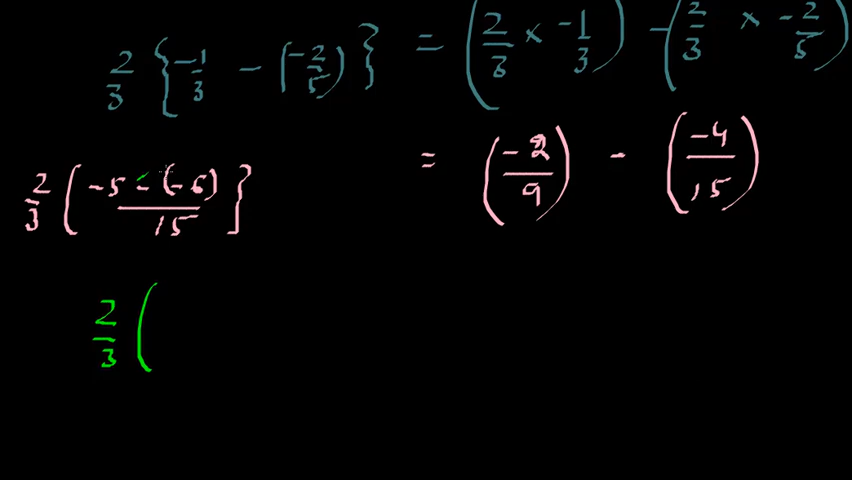 2/3 {-1/3 - (-2/5)} = (2/3 × -1/3) - (2/3 × -2/5)
2/3 {-5 - (-6)/15} = (-2/9) - (-4/15)
2/3 (